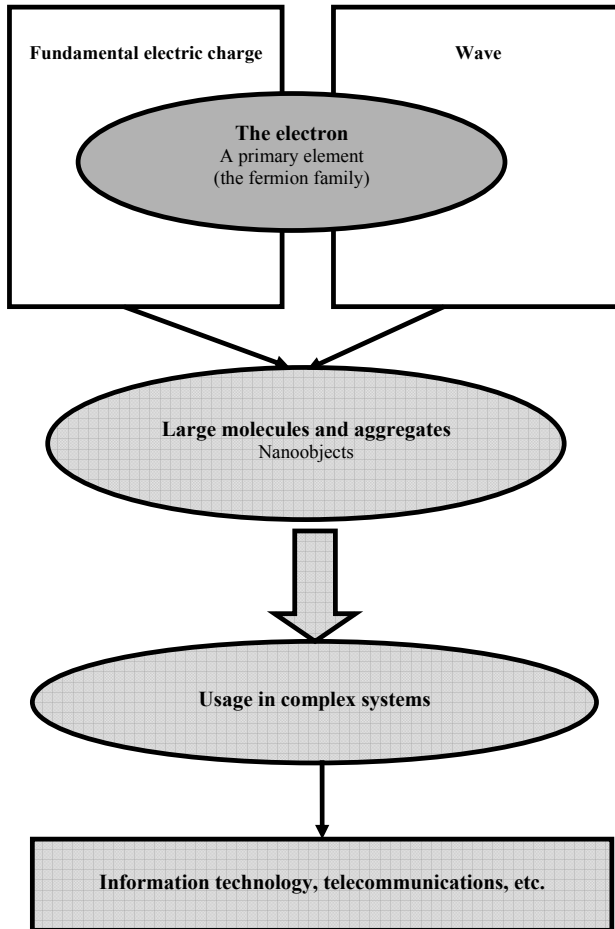 Fundamental electric charge
Wave
The electron
A primary element
(the fermion family)
Large molecules and aggregates
Nanoobjects
Usage in complex systems
Information technology, telecommunications, etc.